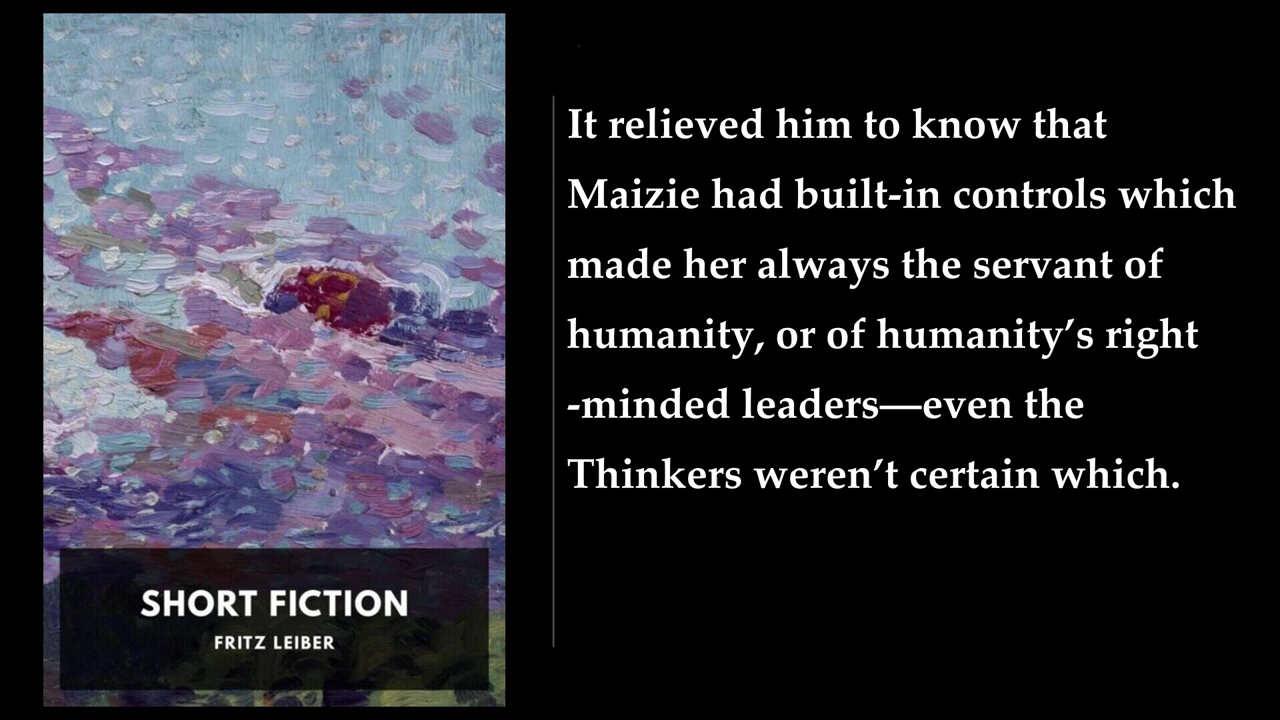 It relieved him to know that
Maizie had built-in controls which
made her always the servant of
humanity, or of humanity’s right
-minded leaders—even the
Thinkers weren’t certain which.
SHORT FICTION
FRITZ LEIBER